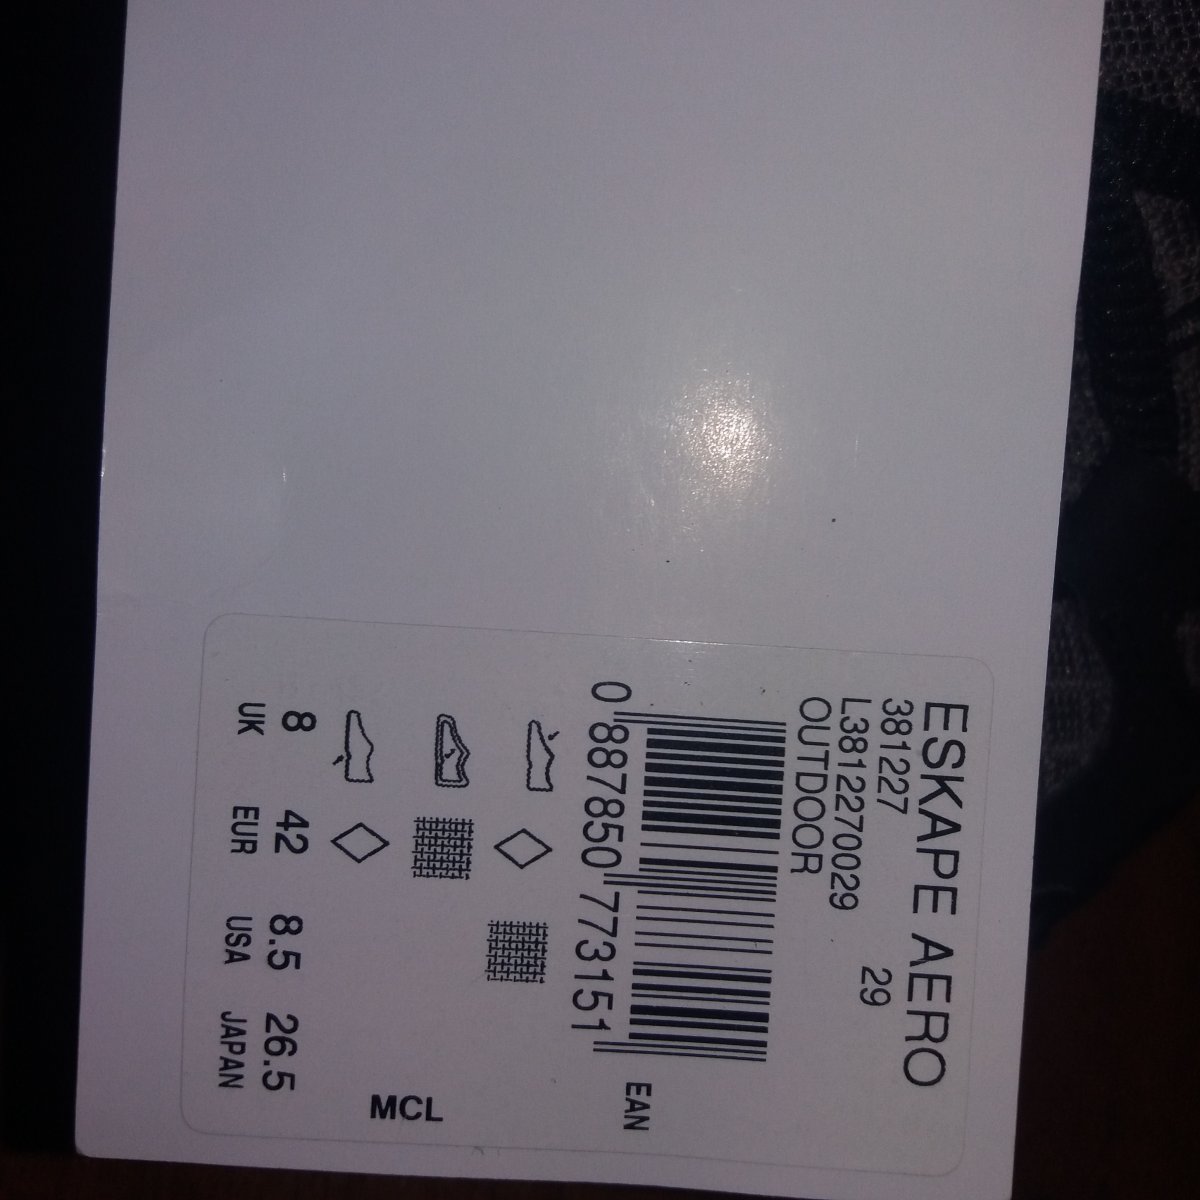 ESKAPE AERO
381227 29
L3812270029
OUTDOOR
EAN
0 887850 773151
MCL
8 42 8.5 26.5
UK EUR USA JAPAN